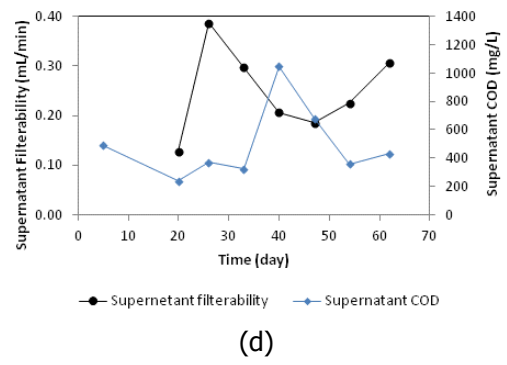 0.40
0.30
0.20
0.10
0.00
Supernatant Filterability (mL/min)
1400
1200
1000
800
600
400
200
0
Supernatant COD (mg/L)
0 10 20 30 40 50 60 70
Time (day)
Supernetant filterability Supernatant COD
(d)